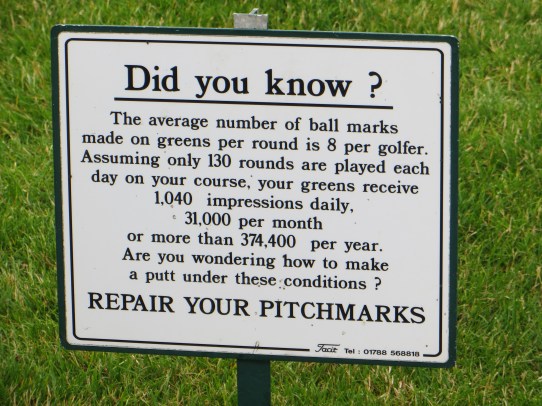 Did you know ?
The average number of ball marks
made on greens per round is 8 per golfer.
Assuming only 130 rounds are played each
day on your course, your greens receive
1,040 impressions daily,
31,000 per month
or more than 374,400 per year.
Are you wondering how to make
a putt under these conditions ?
REPAIR YOUR PITCHMARKS
Facit Tel : 01788 568818